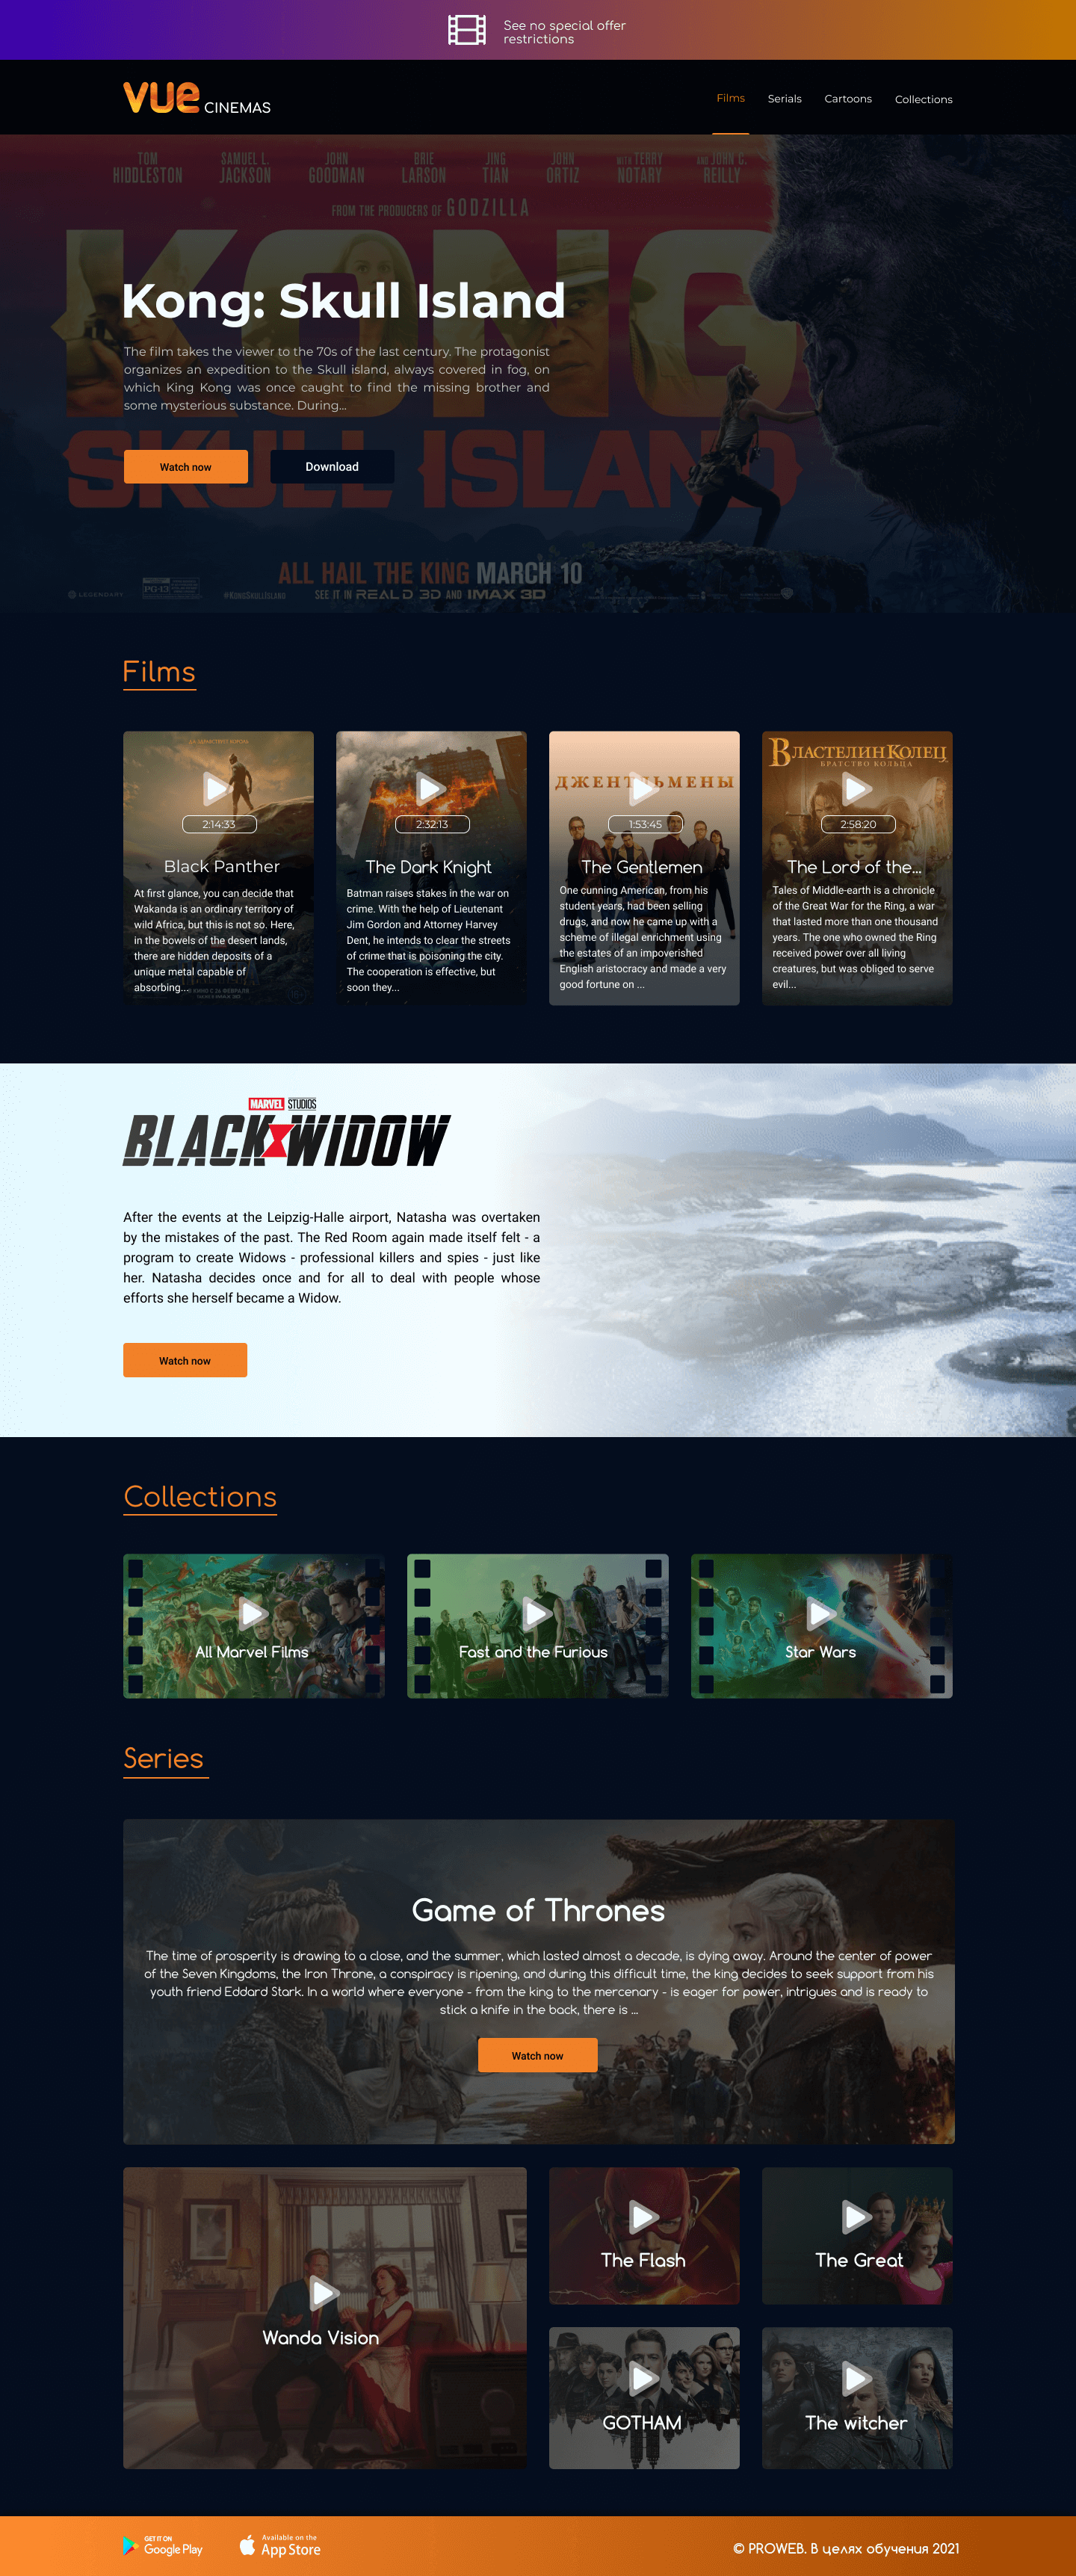 See no special offer
restrictions
vue CINEMAS
Films
Serials
Cartoons
Collections
TOM HIDDLESTON
SAMUEL L. JACKSON
JOHN GOODMAN
BRIE LARSON
JING TIAN
JOHN ORTIZ
WITH TERRY NOTARY
AND JOHN C. REILLY
FROM THE PRODUCERS OF GODZILLA
KONG
SKULL ISLAND
Kong: Skull Island
The film takes the viewer to the 70s of the last century. The protagonist
organizes an expedition to the Skull island, always covered in fog, on
which King Kong was once caught to find the missing brother and
some mysterious substance. During...
Watch now
Download
ALL HAIL THE KING MARCH 10
LEGENDARY
PG-13
#KONGSKULLISLAND
SEE IT IN REAL D 3D AND IMAX 3D
Films
2:14:33
Black Panther
At first glance, you can decide that
Wakanda is an ordinary territory of
wild Africa, but this is not so. Here,
in the bowels of the desert lands,
there are hidden deposits of a
unique metal capable of
absorbing...
В КИНО С 26 ФЕВРАЛЯ
2:32:13
The Dark Knight
Batman raises stakes in the war on
crime. With the help of Lieutenant
Jim Gordon and Attorney Harvey
Dent, he intends to clear the streets
of crime that is poisoning the city.
The cooperation is effective, but
soon they...
ДЖЕНТЛЬМЕНЫ
1:53:45
The Gentlemen
One cunning American, from his
student years, had been selling
drugs, and now he came up with a
scheme of illegal enrichment using
the estates of an impoverished
English aristocracy and made a very
good fortune on ...
ВЛАСТЕЛИН КОЛЕЦ
БРАТСТВО КОЛЬЦА
2:58:20
The Lord of the...
Tales of Middle-earth is a chronicle
of the Great War for the Ring, a war
that lasted more than one thousand
years. The one who owned the Ring
received power over all living
creatures, but was obliged to serve
evil...
MARVEL STUDIOS
BLACK WIDOW
After the events at the Leipzig-Halle airport, Natasha was overtaken
by the mistakes of the past. The Red Room again made itself felt - a
program to create Widows - professional killers and spies - just like
her. Natasha decides once and for all to deal with people whose
efforts she herself became a Widow.
Watch now
Collections
All Marvel Films
Fast and the Furious
Star Wars
Series
Game of Thrones
The time of prosperity is drawing to a close, and the summer, which lasted almost a decade, is dying away. Around the center of power
of the Seven Kingdoms, the Iron Throne, a conspiracy is ripening, and during this difficult time, the king decides to seek support from his
youth friend Eddard Stark. In a world where everyone - from the king to the mercenary - is eager for power, intrigues and is ready to
stick a knife in the back, there is ...
Watch now
Wanda Vision
The Flash
The Great
GOTHAM
The witcher
GET IT ON
Google Play
Available on the
App Store
© PROWEB. В целях обучения 2021